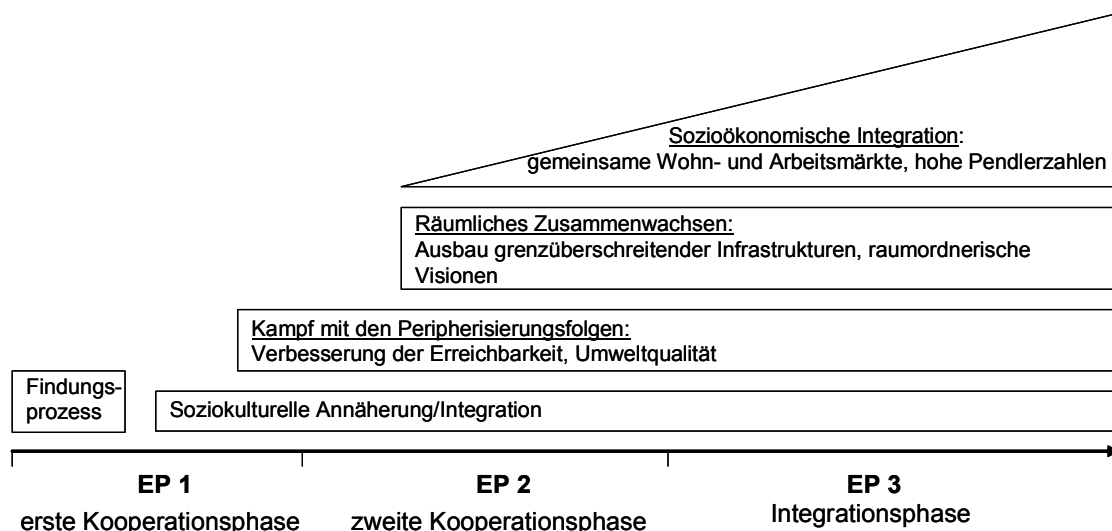 Sozioökonomische Integration:
gemeinsame Wohn- und Arbeitsmärkte, hohe Pendlerzahlen
Räumliches Zusammenwachsen:
Ausbau grenzüberschreitender Infrastrukturen, raumordnerische
Visionen
Kampf mit den Peripherisierungsfolgen:
Verbesserung der Erreichbarkeit, Umweltqualität
Findungs-
prozess
Soziokulturelle Annäherung/Integration
EP 1
EP 2
EP 3
erste Kooperationsphase
zweite Kooperationsphase
Integrationsphase